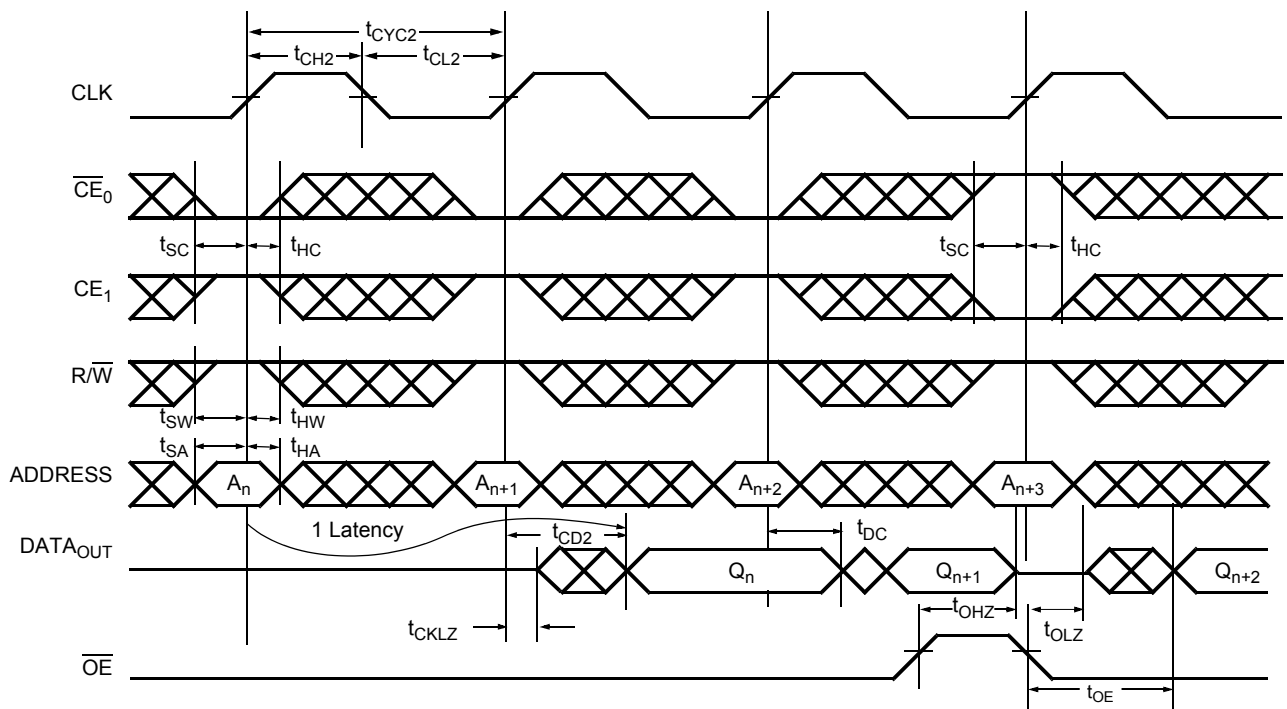 tCYC2
tCH2 tCL2
CLK
CE0
tSC tHC tSC tHC
CE1
R/W
tSW tHW
tSA tHA
ADDRESS An An+1 An+2 An+3
1 Latency tCD2 tDC
DATAOUT Qn Qn+1 Qn+2
tOHZ
tCKLZ tOLZ
OE
tOE